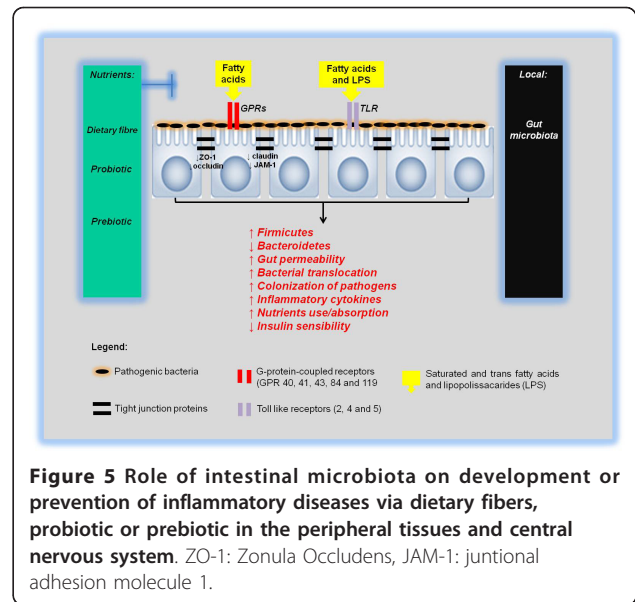 Nutrients:
Dietary fibre
Probiotic
Prebiotic
Fatty
acids
GPRs
Fatty acids
and LPS
TLR
Local:
Gut
microbiota
↓ZO-1
↓occludin
↓ claudin
↓ JAM-1
↑ Firmicutes
↓ Bacteroidetes
↑ Gut permeability
↑ Bacterial translocation
↑ Colonization of pathogens
↑ Inflammatory cytokines
↑ Nutrients use/absorption
↓ Insulin sensibility
Legend:
Pathogenic bacteria
G-protein-coupled receptors
(GPR 40, 41, 43, 84 and 119
Saturated and trans fatty acids
and lipopolissacarides (LPS)
Tight junction proteins
Toll like receptors (2, 4 and 5)
Figure 5 Role of intestinal microbiota on development or
prevention of inflammatory diseases via dietary fibers,
probiotic or prebiotic in the peripheral tissues and central
nervous system. ZO-1: Zonula Occludens, JAM-1: juntional
adhesion molecule 1.